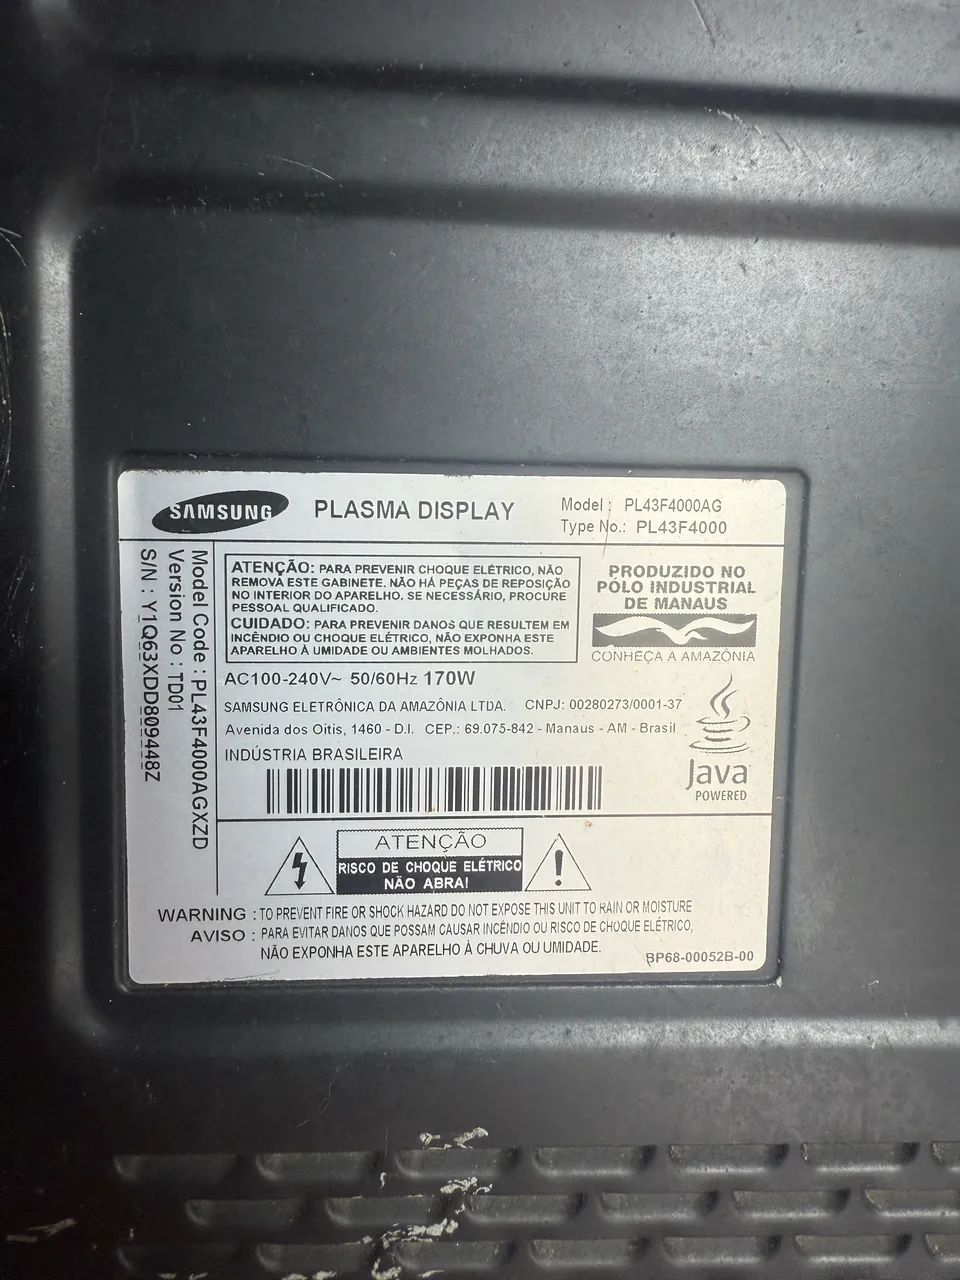 SAMSUNG
PLASMA DISPLAY
Model : PL43F4000AG
Type No.: PL43F4000
Model Code : PL43F4000AGXZD
Version No : TD01
S/N : Y1Q63XDD809448Z
ATENÇÃO: PARA PREVENIR CHOQUE ELÉTRICO, NÃO
REMOVA ESTE GABINETE. NÃO HÁ PEÇAS DE REPOSIÇÃO
NO INTERIOR DO APARELHO. SE NECESSÁRIO, PROCURE
PESSOAL QUALIFICADO.
CUIDADO: PARA PREVENIR DANOS QUE RESULTEM EM
INCÊNDIO OU CHOQUE ELÉTRICO, NÃO EXPONHA ESTE
APARELHO À UMIDADE OU AMBIENTES MOLHADOS.
PRODUZIDO NO
PÓLO INDUSTRIAL
DE MANAUS
CONHEÇA A AMAZÔNIA
AC100-240V~ 50/60Hz 170W
SAMSUNG ELETRÔNICA DA AMAZÔNIA LTDA. CNPJ: 00280273/0001-37
Avenida dos Oitis, 1460 - D.I. CEP.: 69.075-842 - Manaus - AM - Brasil
INDÚSTRIA BRASILEIRA
Java
POWERED
ATENÇÃO
RISCO DE CHOQUE ELÉTRICO
NÃO ABRA!
WARNING : TO PREVENT FIRE OR SHOCK HAZARD DO NOT EXPOSE THIS UNIT TO RAIN OR MOISTURE
AVISO : PARA EVITAR DANOS QUE POSSAM CAUSAR INCÊNDIO OU RISCO DE CHOQUE ELÉTRICO,
NÃO EXPONHA ESTE APARELHO À CHUVA OU UMIDADE.
BP68-00052B-00